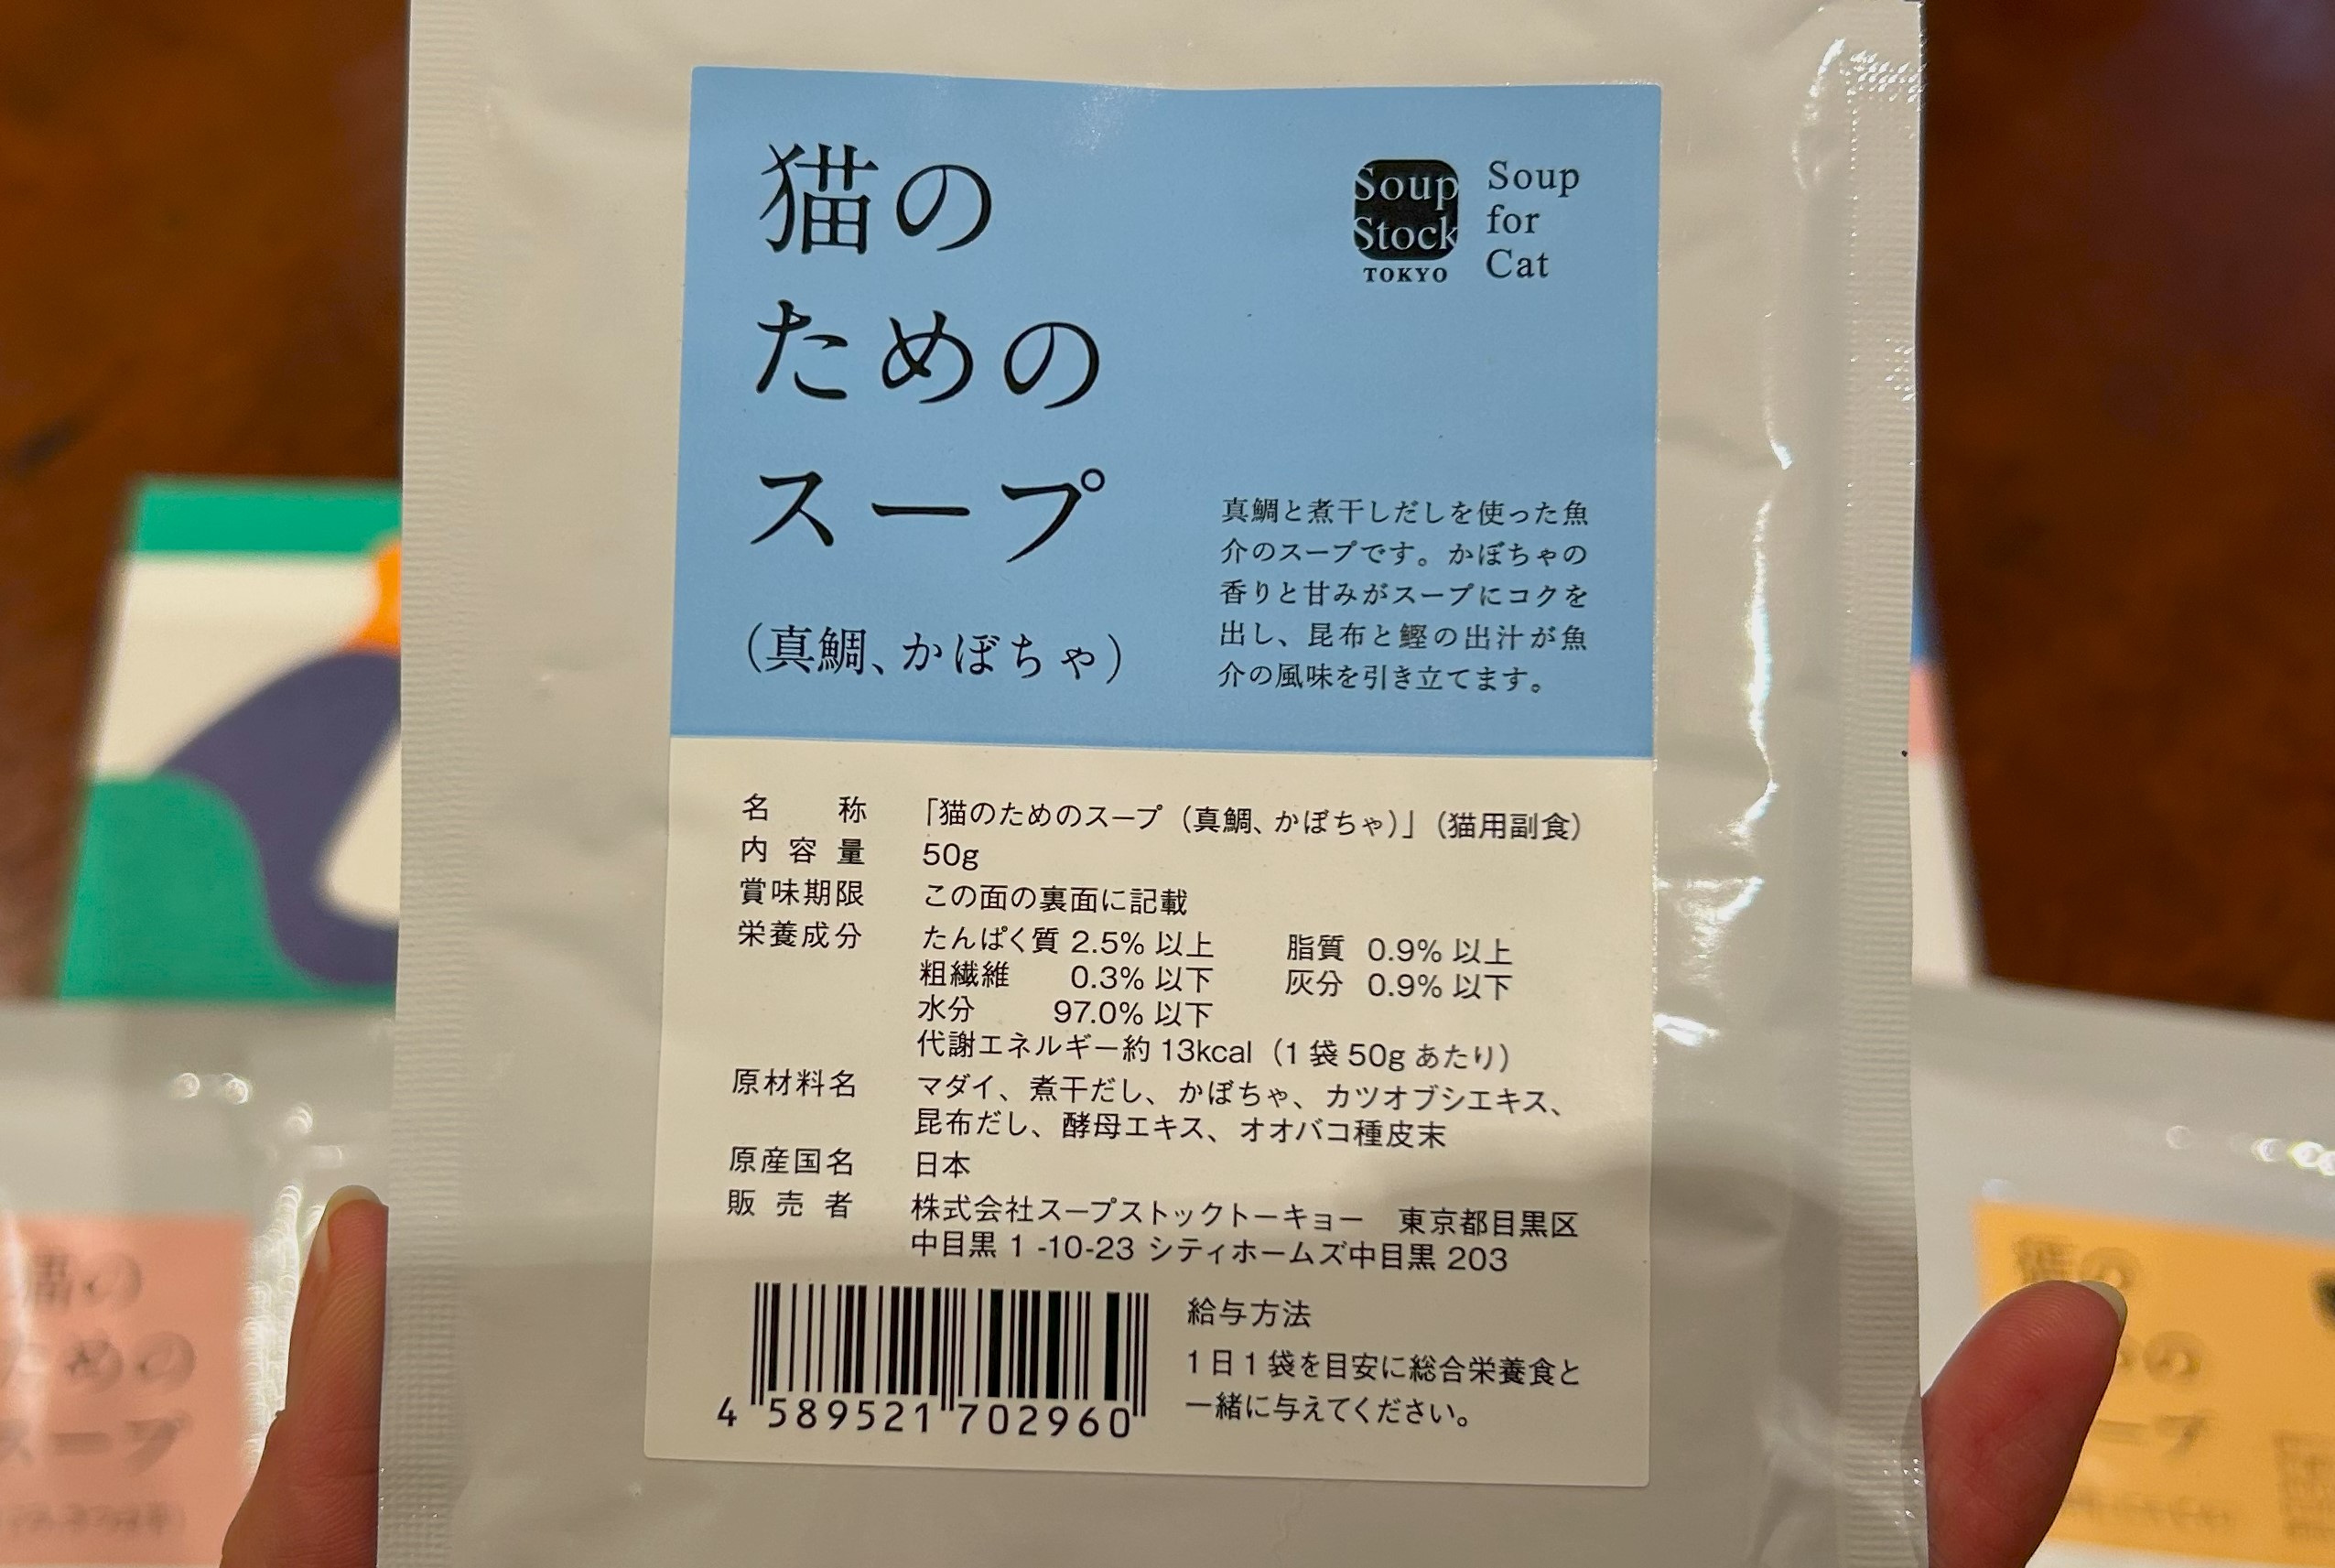 猫の
ための
スープ
（真鯛、かぼちゃ）
Soup
Stock
TOKYO
Soup
for
Cat
真鯛と煮干しだしを使った魚
介のスープです。かぼちゃの
香りと甘みがスープにコクを
出し、昆布と鰹の出汁が魚
介の風味を引き立てます。
名称 「猫のためのスープ（真鯛、かぼちゃ）」（猫用副食）
内容量 50g
賞味期限 この面の裏面に記載
栄養成分 たんぱく質 2.5% 以上 脂質 0.9% 以上
粗繊維 0.3% 以下 灰分 0.9% 以下
水分 97.0% 以下
代謝エネルギー約 13kcal（1 袋 50g あたり）
原材料名 マダイ、煮干だし、かぼちゃ、カツオブシエキス、
昆布だし、酵母エキス、オオバコ種皮末
原産国名 日本
販売者 株式会社スープストックトーキョー 東京都目黒区
中目黒 1 -10-23 シティホームズ中目黒 203
4 589521 702960
給与方法
1 日 1 袋を目安に総合栄養食と
一緒に与えてください。
猫の
ための
スープ
猫の
の
ープ